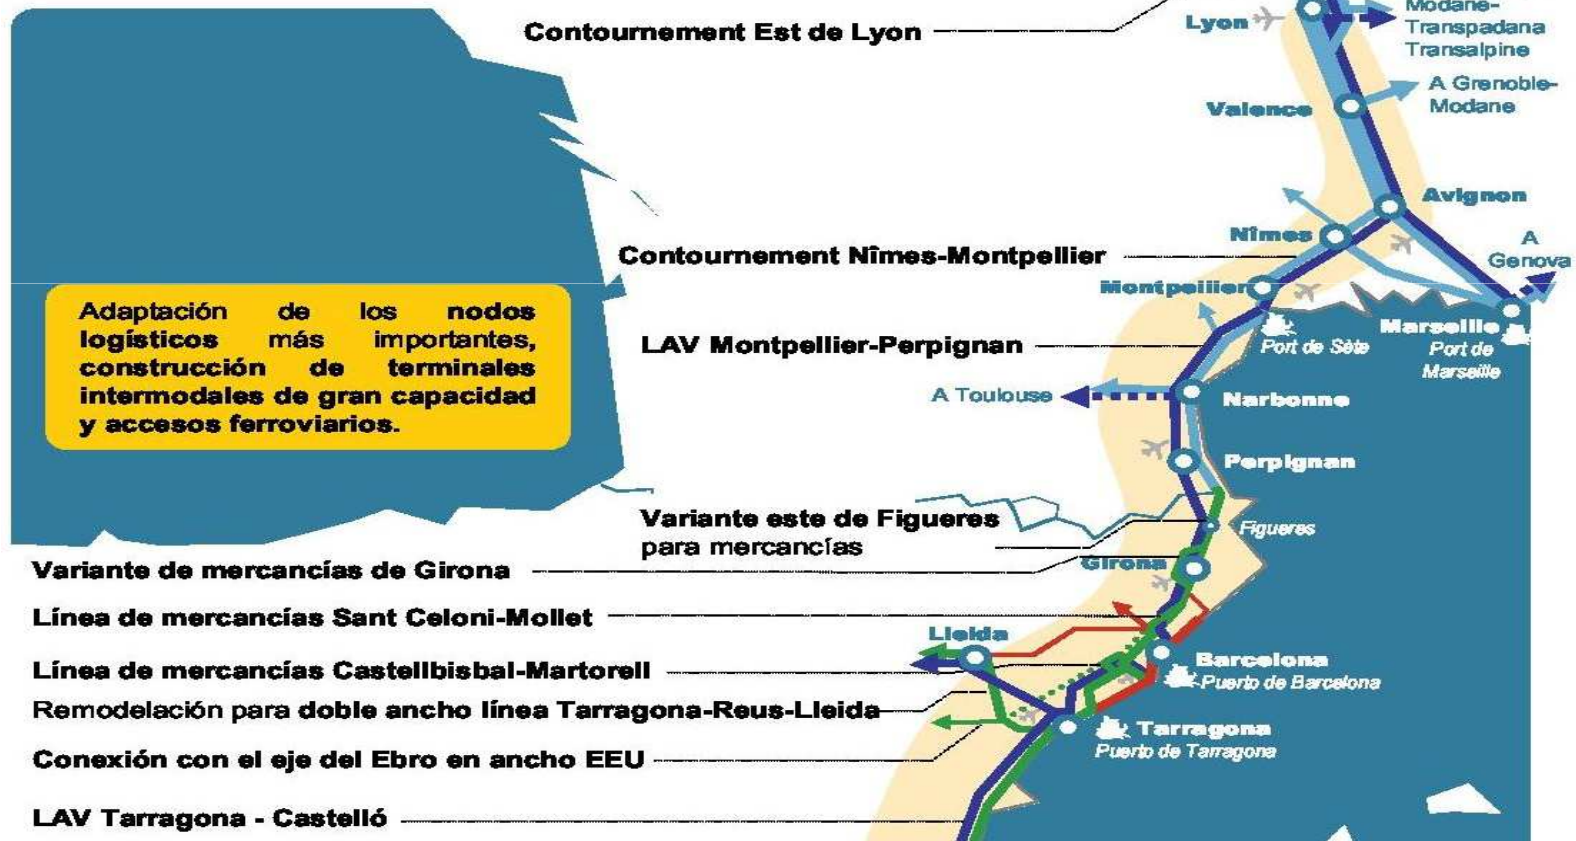 Modane-
Transpadana
Transalpine
Lyon
Contournement Est de Lyon
A Grenoble-
Modane
Valence
Avignon
Nîmes
A
Genova
Contournement Nîmes-Montpellier
Montpellier
Marseille
Port de
Marseille
Port de Sète
LAV Montpellier-Perpignan
Adaptación de los nodos
logísticos más importantes,
construcción de terminales
intermodales de gran capacidad
y accesos ferroviarios.
A Toulouse
Narbonne
Perpignan
Variante este de Figueres
para mercancías
Figueres
Girona
Variante de mercancías de Girona
Línea de mercancías Sant Celoni-Mollet
Lleida
Línea de mercancías Castellbisbal-Martorell
Barcelona
Puerto de Barcelona
Remodelación para doble ancho línea Tarragona-Reus-Lleida
Tarragona
Puerto de Tarragona
Conexión con el eje del Ebro en ancho EEU
LAV Tarragona - Castelló